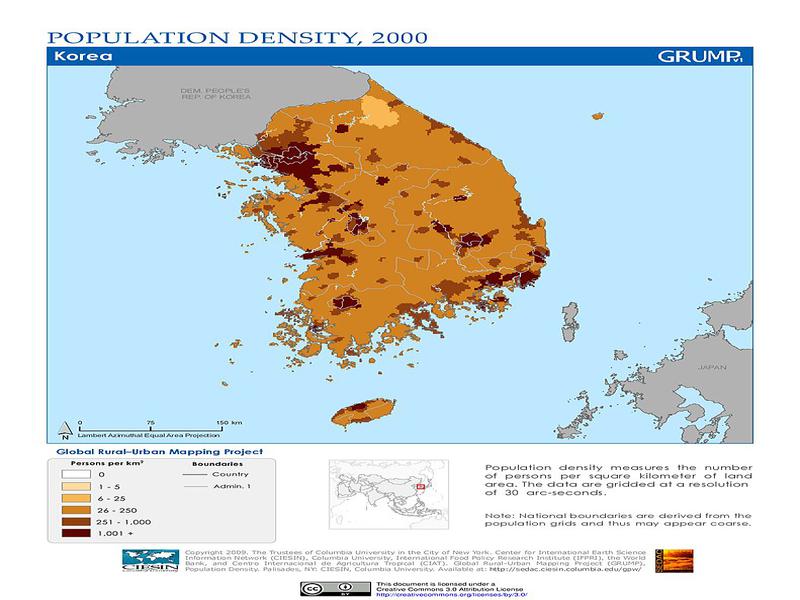 POPULATION DENSITY, 2000
Korea
GRUMPv1
DEM. PEOPLE'S
REP. OF KOREA
JAPAN
0 75 150 km
N
Lambert Azimuthal Equal Area Projection
Global Rural–Urban Mapping Project
Persons per km²
0
1 - 5
6 - 25
26 - 250
251 - 1,000
1,001 +
Boundaries
Country
Admin. 1
Population density measures the number
of persons per square kilometer of land
area. The data are gridded at a resolution
of 30 arc-seconds.
Note: National boundaries are derived from the
population grids and thus may appear coarse.
CIESIN
Copyright 2009. The Trustees of Columbia University in the City of New York. Center for International Earth Science
Information Network (CIESIN), Columbia University, International Food Policy Research Institute (IFPRI), the World
Bank, and Centro Internacional de Agricultura Tropical (CIAT). Global Rural-Urban Mapping Project (GRUMP),
Population Density, Palisades, NY: CIESIN, Columbia University. Available at: http://sedac.ciesin.columbia.edu/gpw/
SEDAC
cc
BY
This document is licensed under a
Creative Commons 3.0 Attribution License
http://creativecommons.org/licenses/by/3.0/